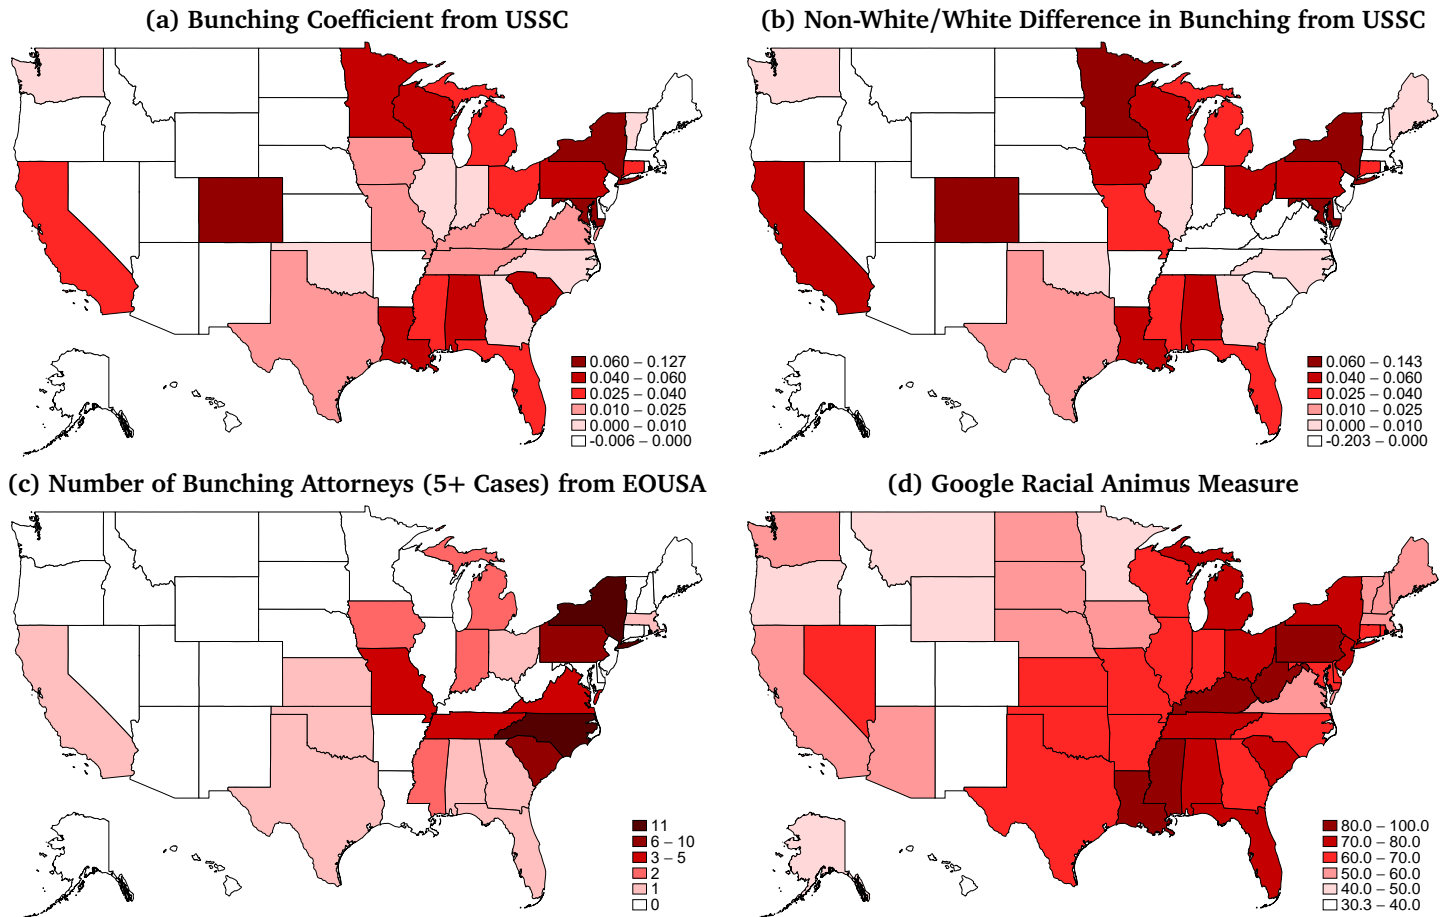 (a) Bunching Coefficient from USSC
(b) Non-White/White Difference in Bunching from USSC
0.060 – 0.127
0.040 – 0.060
0.025 – 0.040
0.010 – 0.025
0.000 – 0.010
-0.006 – 0.000
0.060 – 0.143
0.040 – 0.060
0.025 – 0.040
0.010 – 0.025
0.000 – 0.010
-0.203 – 0.000
(c) Number of Bunching Attorneys (5+ Cases) from EOUSA
(d) Google Racial Animus Measure
11
6 – 10
3 – 5
2
1
0
80.0 – 100.0
70.0 – 80.0
60.0 – 70.0
50.0 – 60.0
40.0 – 50.0
30.3 – 40.0